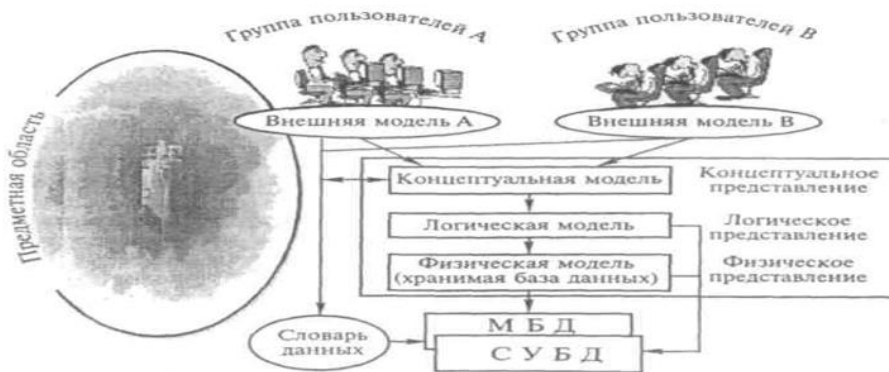 Группа пользователей А
Группа пользователей В
Предметная область
Внешняя модель А
Внешняя модель В
Концептуальная модель
Концептуальное
представление
Логическая модель
Логическое
представление
Физическая модель
(хранимая база данных)
Физическое
представление
Словарь
данных
М Б Д
С У Б Д